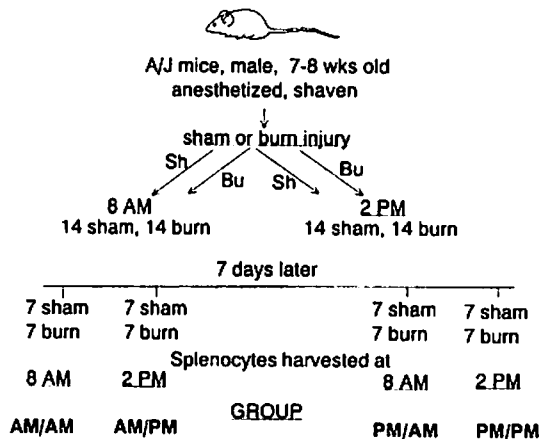 A/J mice, male, 7-8 wks old
anesthetized, shaven
sham or burn injury
Sh Bu Sh Bu
8 AM 2 PM
14 sham, 14 burn 14 sham, 14 burn
7 days later
7 sham 7 sham 7 sham 7 sham
7 burn 7 burn 7 burn 7 burn
Splenocytes harvested at
8 AM 2 PM 8 AM 2 PM
GROUP
AM/AM AM/PM PM/AM PM/PM